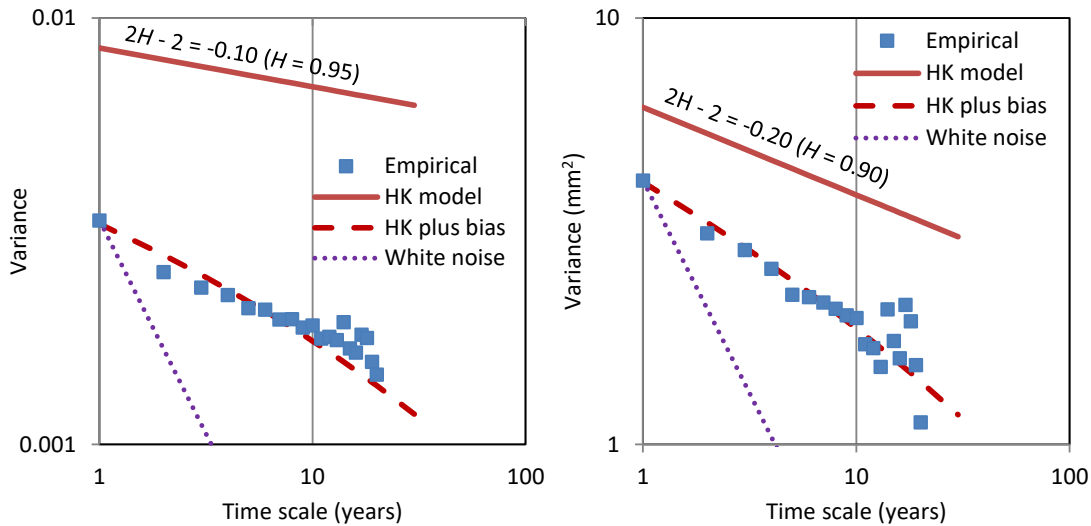 0.01
2H - 2 = -0.10 (H = 0.95)
Empirical
HK model
HK plus bias
White noise
Variance
0.001
1
10
100
Time scale (years)
10
Empirical
HK model
HK plus bias
White noise
2H - 2 = -0.20 (H = 0.90)
Variance (mm²)
1
1
10
100
Time scale (years)